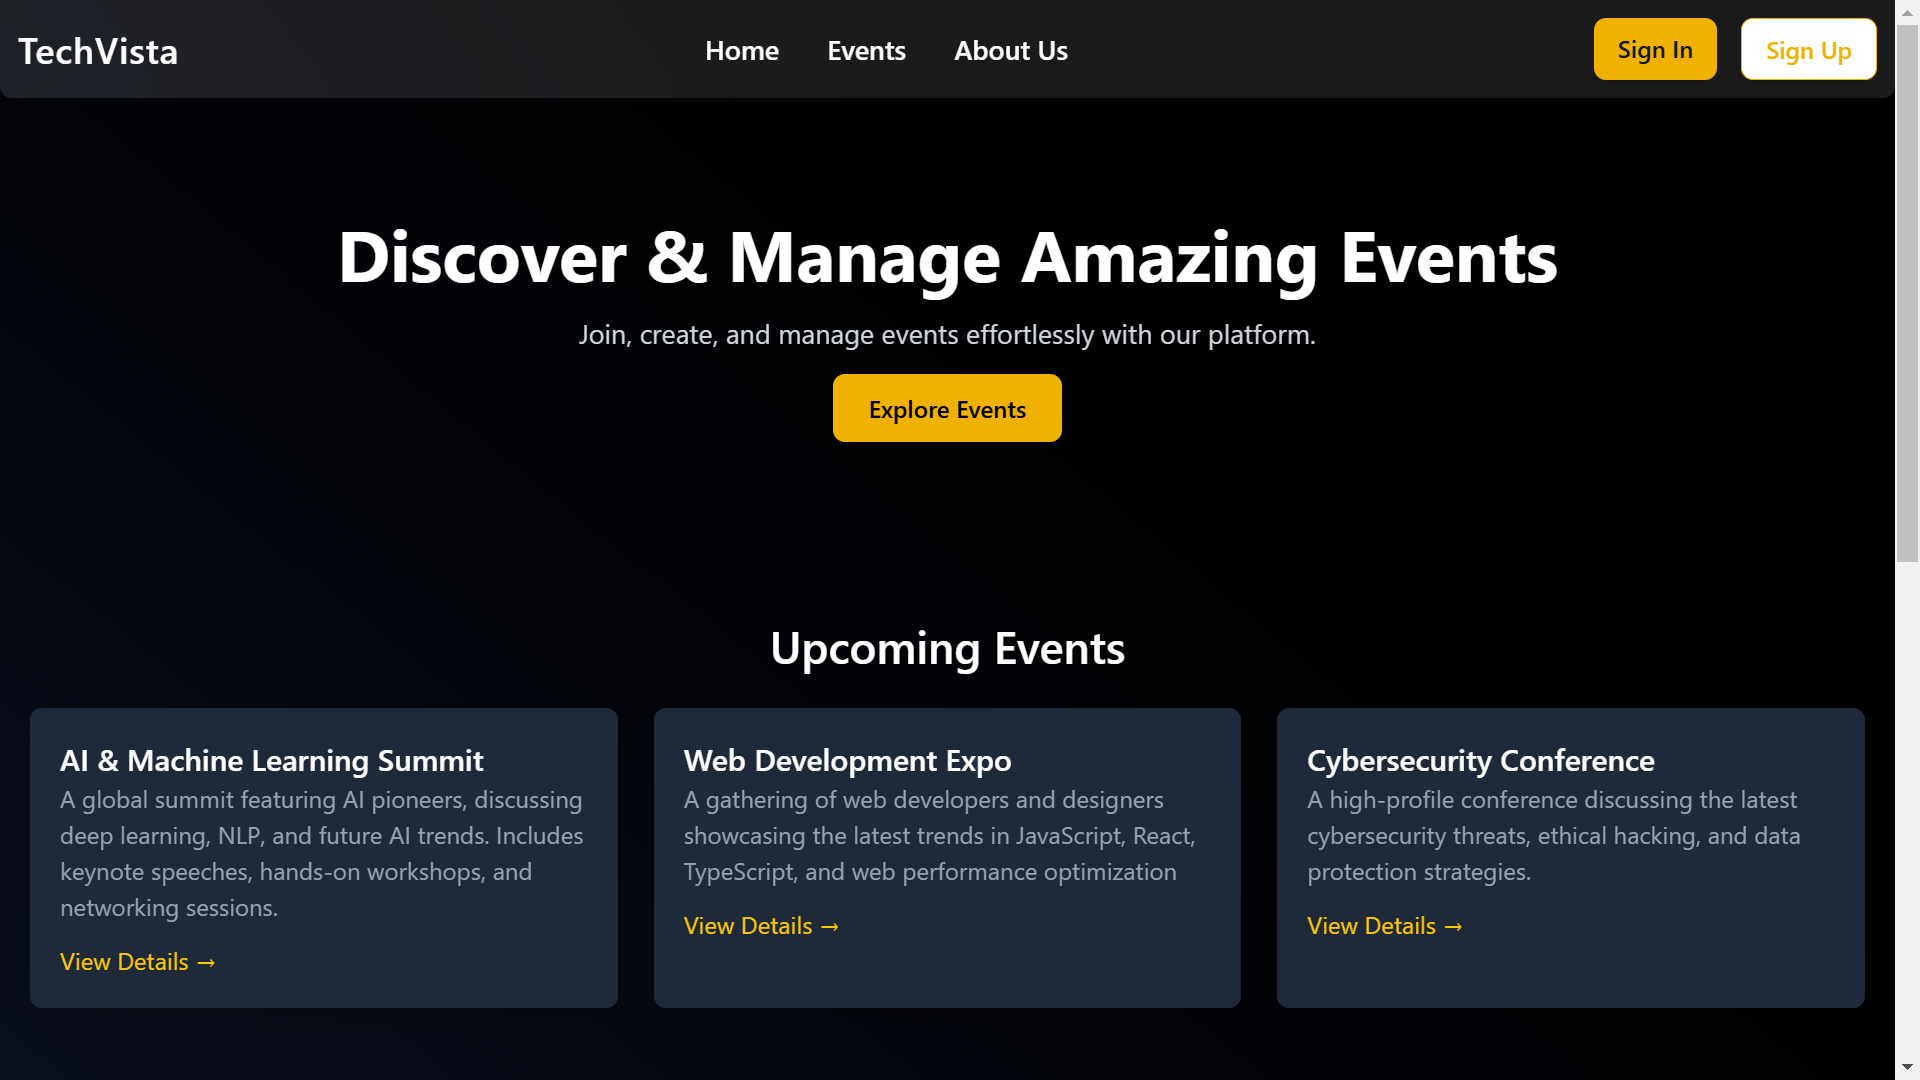 TechVista
Home Events About Us
Sign In
Sign Up
Discover & Manage Amazing Events
Join, create, and manage events effortlessly with our platform.
Explore Events
Upcoming Events
AI & Machine Learning Summit
A global summit featuring AI pioneers, discussing
deep learning, NLP, and future AI trends. Includes
keynote speeches, hands-on workshops, and
networking sessions.
View Details →
Web Development Expo
A gathering of web developers and designers
showcasing the latest trends in JavaScript, React,
TypeScript, and web performance optimization
View Details →
Cybersecurity Conference
A high-profile conference discussing the latest
cybersecurity threats, ethical hacking, and data
protection strategies.
View Details →